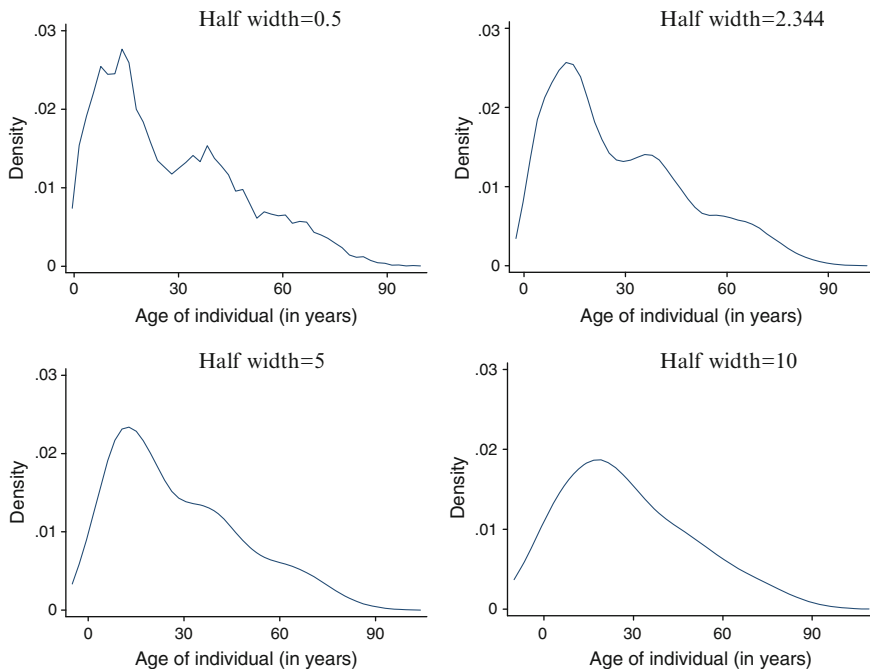 Half width=0.5
.03
.02
.01
0
Density
0 30 60 90
Age of individual (in years)
Half width=2.344
.03
.02
.01
0
Density
0 30 60 90
Age of individual (in years)
Half width=5
.03
.02
.01
0
Density
0 30 60 90
Age of individual (in years)
Half width=10
.03
.02
.01
0
Density
0 30 60 90
Age of individual (in years)